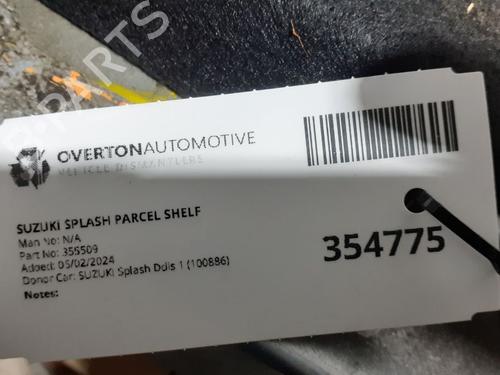 OVERTONAUTOMOTIVE
VEHICLE DISMANTLERS
SUZUKI SPLASH PARCEL SHELF
Man No: N/A
Part No: 355509
Added: 05/02/2024
Donor Car: SUZUKI Splash Ddis 1 (100886)
Notes:
354775